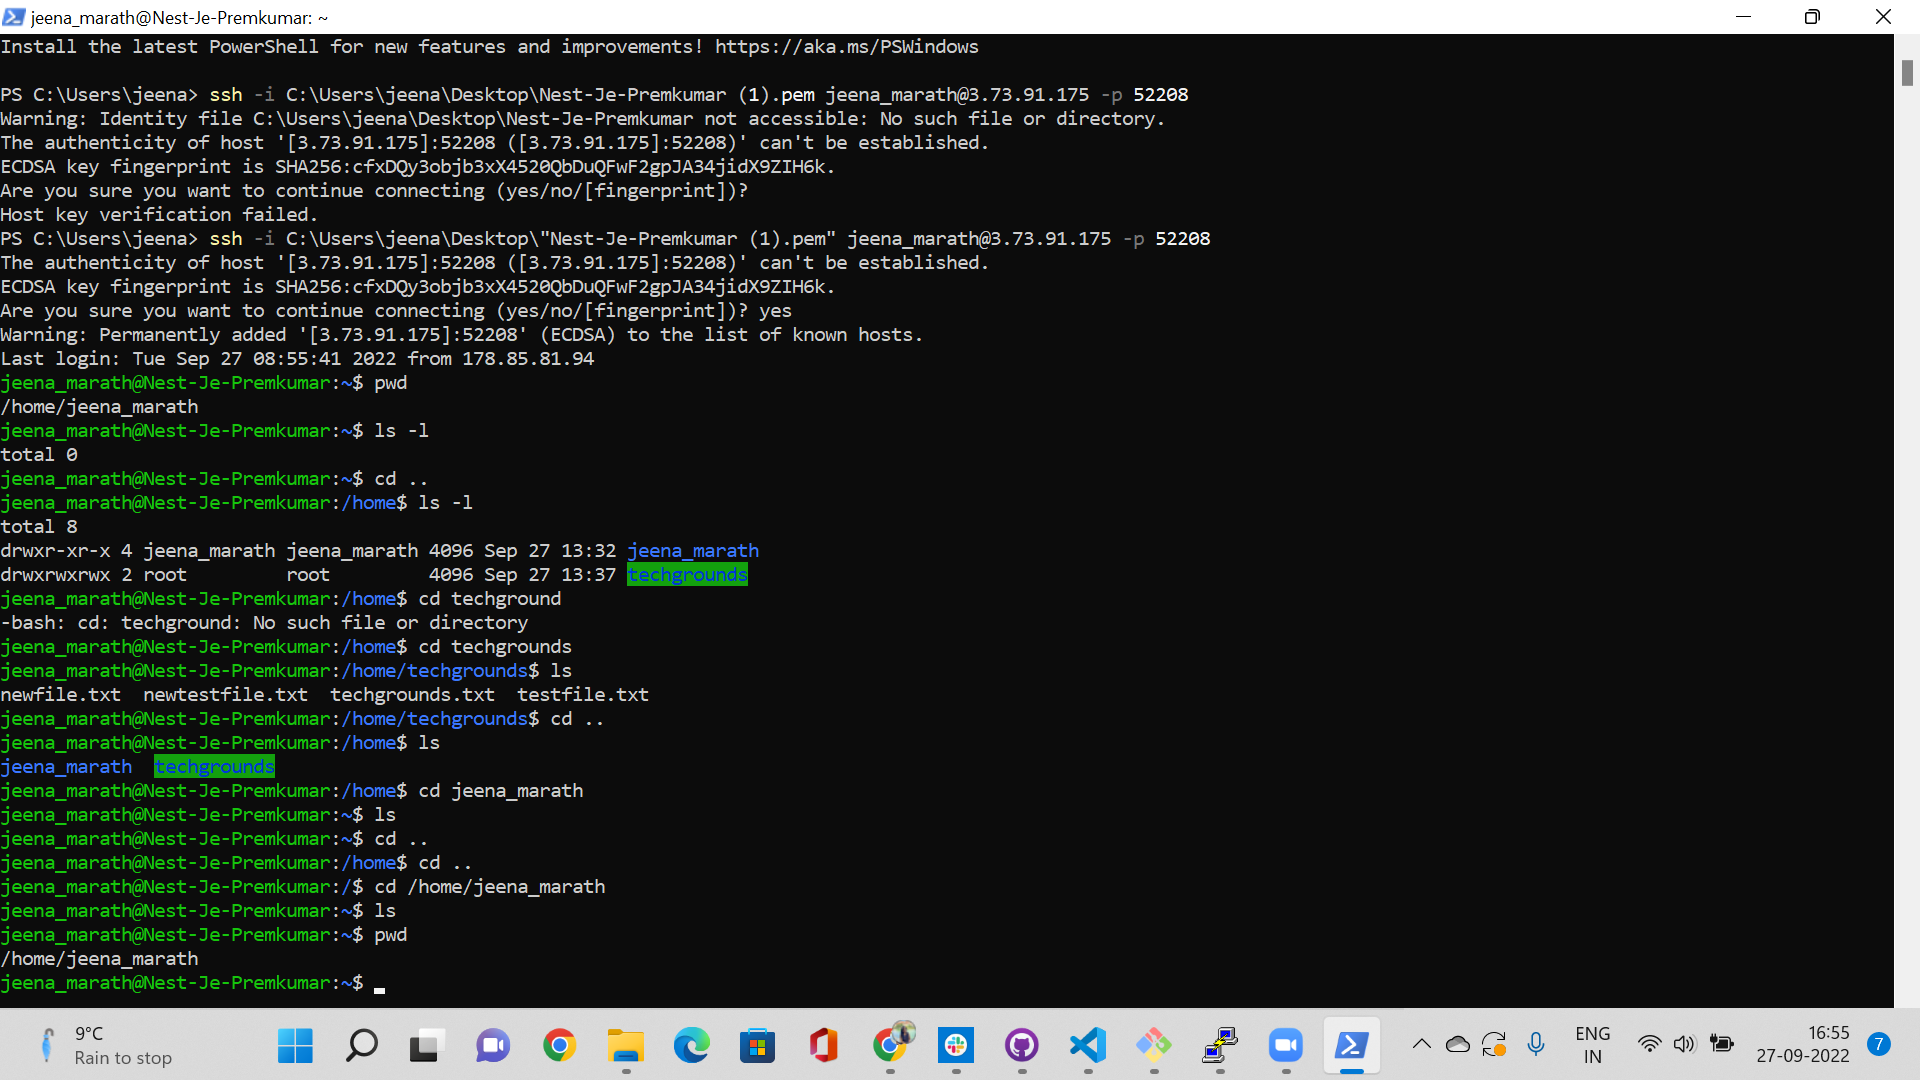 jeena_marath@Nest-Je-Premkumar: ~
Install the latest PowerShell for new features and improvements! https://aka.ms/PSWindows
PS C:\Users\jeena> ssh -i C:\Users\jeena\Desktop\Nest-Je-Premkumar (1).pem jeena_marath@3.73.91.175 -p 52208
Warning: Identity file C:\Users\jeena\Desktop\Nest-Je-Premkumar not accessible: No such file or directory.
The authenticity of host '[3.73.91.175]:52208 ([3.73.91.175]:52208)' can't be established.
ECDSA key fingerprint is SHA256:cfxDQy3objb3xX4520QbDuQFwF2gpJA34jidX9ZIH6k.
Are you sure you want to continue connecting (yes/no/[fingerprint])?
Host key verification failed.
PS C:\Users\jeena> ssh -i C:\Users\jeena\Desktop\"Nest-Je-Premkumar (1).pem" jeena_marath@3.73.91.175 -p 52208
The authenticity of host '[3.73.91.175]:52208 ([3.73.91.175]:52208)' can't be established.
ECDSA key fingerprint is SHA256:cfxDQy3objb3xX4520QbDuQFwF2gpJA34jidX9ZIH6k.
Are you sure you want to continue connecting (yes/no/[fingerprint])? yes
Warning: Permanently added '[3.73.91.175]:52208' (ECDSA) to the list of known hosts.
Last login: Tue Sep 27 08:55:41 2022 from 178.85.81.94
jeena_marath@Nest-Je-Premkumar:~$ pwd
/home/jeena_marath
jeena_marath@Nest-Je-Premkumar:~$ ls -l
total 0
jeena_marath@Nest-Je-Premkumar:~$ cd ..
jeena_marath@Nest-Je-Premkumar:/home$ ls -l
total 8
drwxr-xr-x 4 jeena_marath jeena_marath 4096 Sep 27 13:32 jeena_marath
drwxrwxrwx 2 root         root         4096 Sep 27 13:37 techgrounds
jeena_marath@Nest-Je-Premkumar:/home$ cd techground
-bash: cd: techground: No such file or directory
jeena_marath@Nest-Je-Premkumar:/home$ cd techgrounds
jeena_marath@Nest-Je-Premkumar:/home/techgrounds$ ls
newfile.txt  newtestfile.txt  techgrounds.txt  testfile.txt
jeena_marath@Nest-Je-Premkumar:/home/techgrounds$ cd ..
jeena_marath@Nest-Je-Premkumar:/home$ ls
jeena_marath  techgrounds
jeena_marath@Nest-Je-Premkumar:/home$ cd jeena_marath
jeena_marath@Nest-Je-Premkumar:~$ ls
jeena_marath@Nest-Je-Premkumar:~$ cd ..
jeena_marath@Nest-Je-Premkumar:/home$ cd ..
jeena_marath@Nest-Je-Premkumar:/$ cd /home/jeena_marath
jeena_marath@Nest-Je-Premkumar:~$ ls
jeena_marath@Nest-Je-Premkumar:~$ pwd
/home/jeena_marath
jeena_marath@Nest-Je-Premkumar:~$
9°C
Rain to stop
ENG
IN
16:55
27-09-2022
7